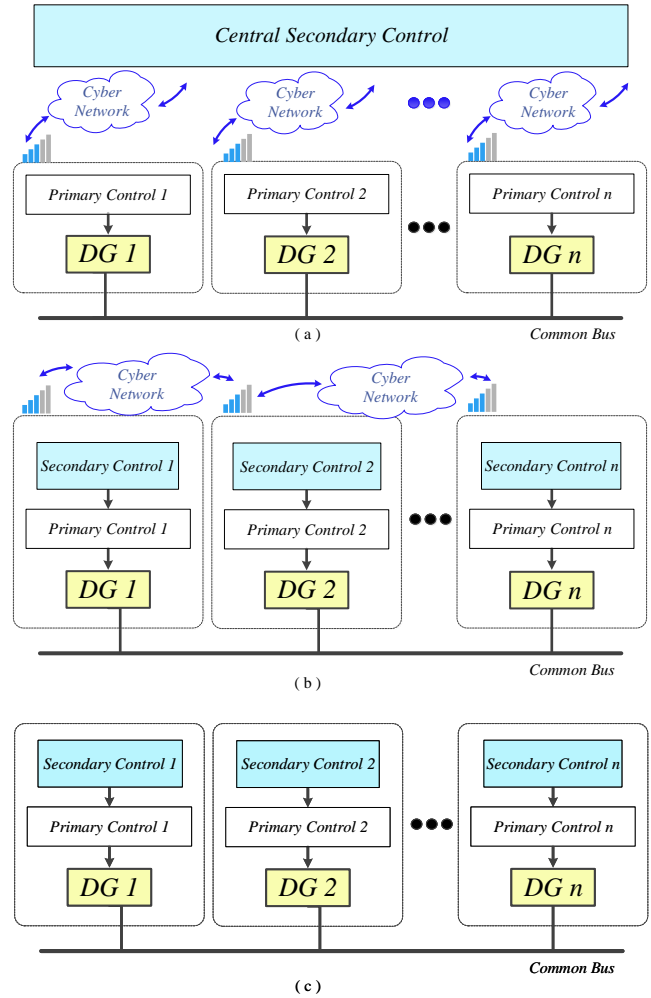 Central Secondary Control
Cyber
Network
Cyber
Network
Cyber
Network
Primary Control 1
Primary Control 2
Primary Control n
DG 1
DG 2
DG n
( a )
Common Bus
Cyber
Network
Cyber
Network
Secondary Control 1
Secondary Control 2
Secondary Control n
Primary Control 1
Primary Control 2
Primary Control n
DG 1
DG 2
DG n
Common Bus
( b )
Secondary Control 1
Secondary Control 2
Secondary Control n
Primary Control 1
Primary Control 2
Primary Control n
DG 1
DG 2
DG n
Common Bus
( c )